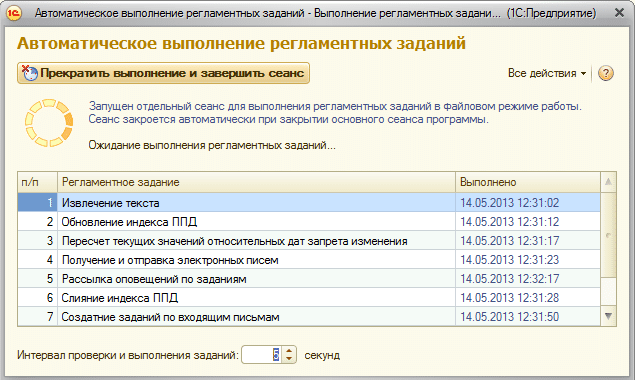 Автоматическое выполнение регламентных заданий - Выполнение регламентных задани... (1С:Предприятие)
Автоматическое выполнение регламентных заданий
Прекратить выполнение и завершить сеанс Все действия ?
Запущен отдельный сеанс для выполнения регламентных заданий в файловом режиме работы.
Сеанс закроется автоматически при закрытии основного сеанса программы.
Ожидание выполнения регламентных заданий...
п/п Регламентное задание Выполнено
1 Извлечение текста 14.05.2013 12:31:02
2 Обновление индекса ППД 14.05.2013 12:31:12
3 Пересчет текущих значений относительных дат запрета изменения 14.05.2013 12:31:17
4 Получение и отправка электронных писем 14.05.2013 12:31:23
5 Рассылка оповещений по заданиям 14.05.2013 12:32:17
6 Слияние индекса ППД 14.05.2013 12:31:28
7 Создатние заданий по входящим письмам 14.05.2013 12:31:50
Интервал проверки и выполнения заданий: 5 секунд